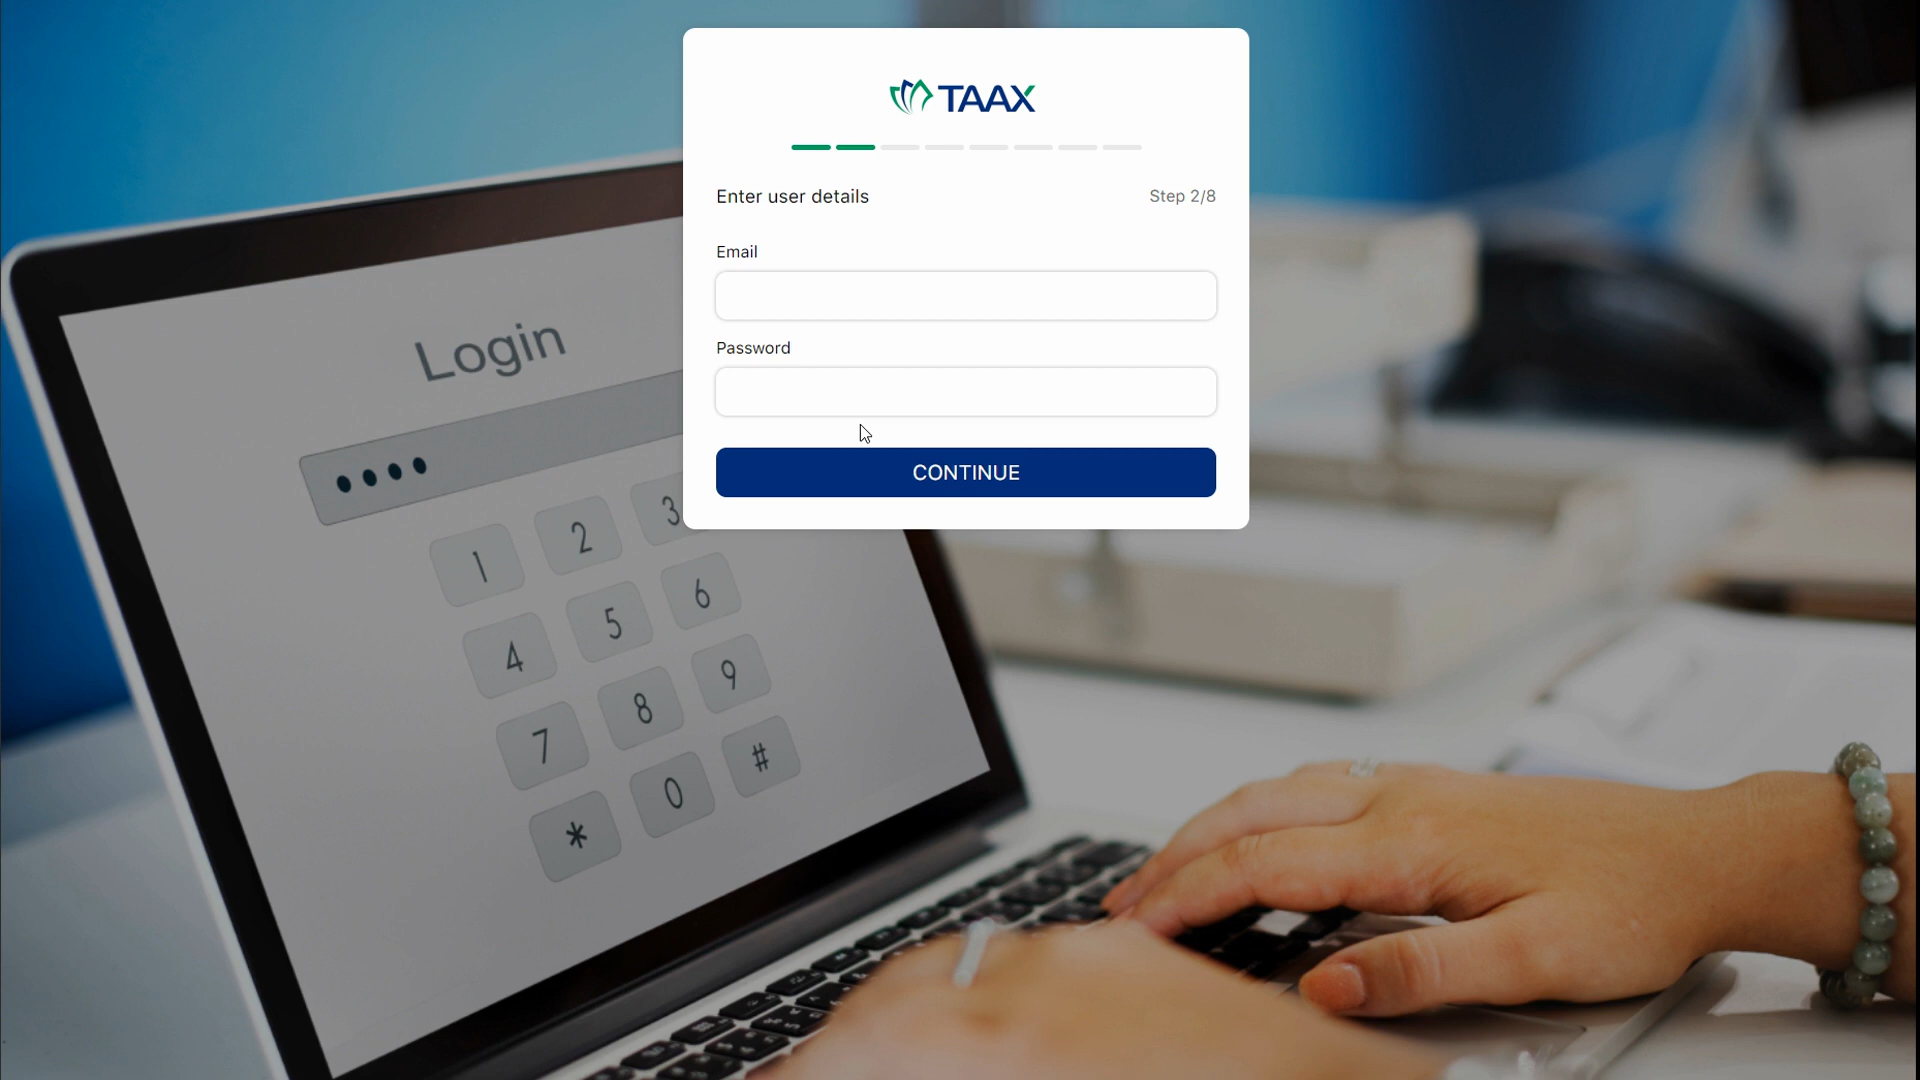 TAAX
Enter user details
Step 2/8
Email
Password
CONTINUE
Login
1 2 3
4 5 6
7 8 9
* 0 #